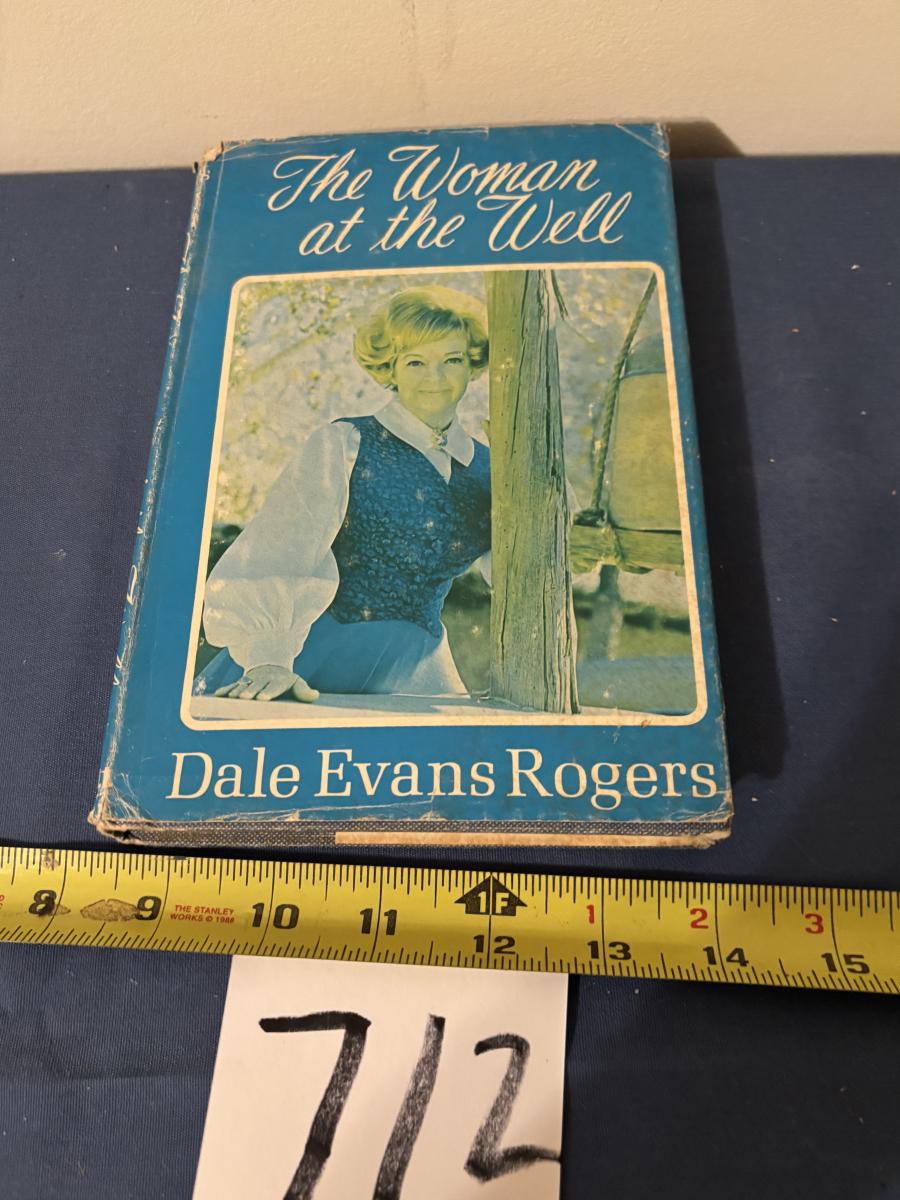 The Woman
at the Well
Dale Evans Rogers
8 9 10 11 1F 1 2 3
THE STANLEY
WORKS © 1988
12 13 14 15
712